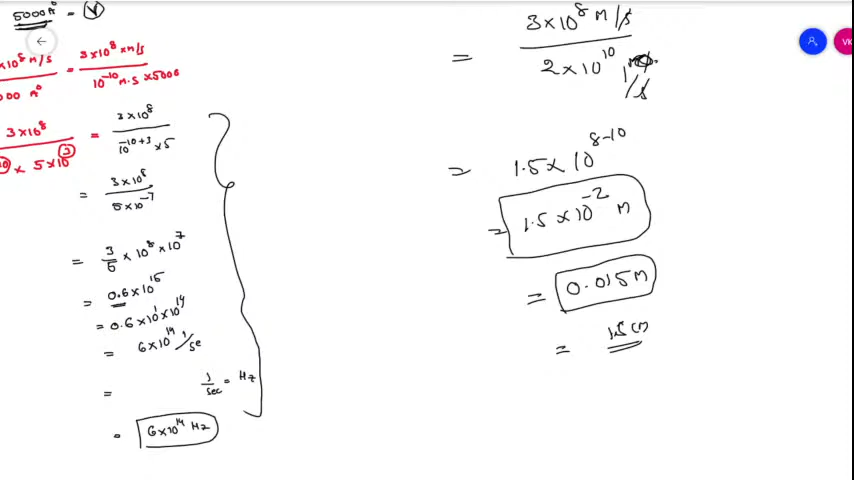 5000 A° = ν
×10⁸ M/S / 000 A° = 3×10⁸ ×M/S / 10⁻¹⁰ M·S ×5000
3×10⁸ / × 5×10³ = 3×10⁸ / 10⁻¹⁰⁺³ ×5
= 3×10⁸ / 5×10⁻⁷
= 3/5 × 10⁸ ×10⁷
= 0.6×10¹⁵
= 0.6×10¹×10¹⁴
= 6×10¹⁴ 1/se
= 1/sec = Hz
= 6×10¹⁴ Hz
= 3×10⁸ M/s / 2×10¹⁰ 1/s
= 1.5×10⁸⁻¹⁰
= 1.5×10⁻² M
= 0.015M
= 1.5 CM
VK